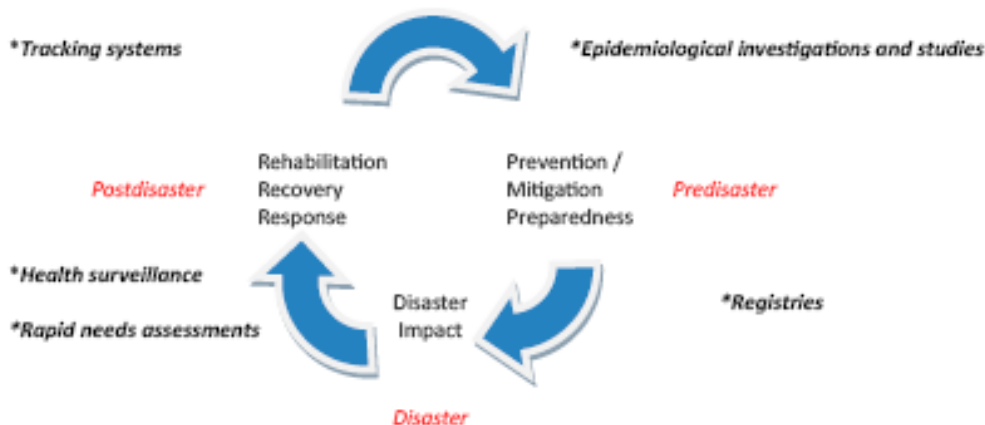 *Tracking systems
*Epidemiological investigations and studies
Rehabilitation
Recovery
Response
Postdisaster
Prevention /
Mitigation
Preparedness
Predisaster
*Health surveillance
*Rapid needs assessments
Disaster
Impact
*Registries
Disaster